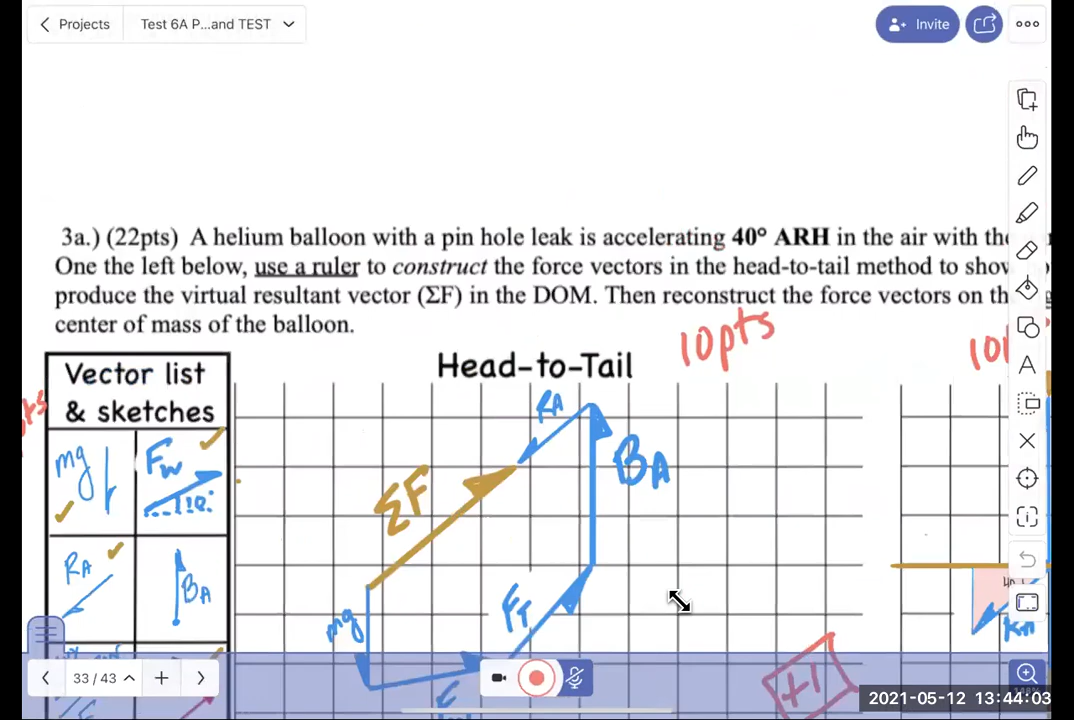 Projects
Test 6A P...and TEST
Invite
3a.) (22pts) A helium balloon with a pin hole leak is accelerating 40° ARH in the air with the
One the left below, use a ruler to construct the force vectors in the head-to-tail method to show
produce the virtual resultant vector (ΣF) in the DOM. Then reconstruct the force vectors on th
center of mass of the balloon.
10pts
Vector list
& sketches
Head-to-Tail
mg
Fw
RA
BA
RA
BA
ΣF
FT
mg
+1
33 / 43
2021-05-12 13:44:03